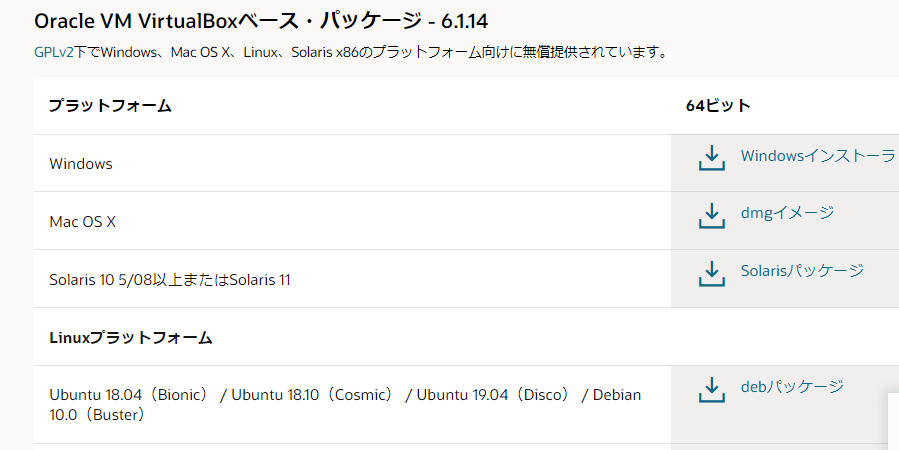 Oracle VM VirtualBoxベース・パッケージ - 6.1.14
GPLv2下でWindows、Mac OS X、Linux、Solaris x86のプラットフォーム向けに無償提供されています。
プラットフォーム 64ビット
Windows Windowsインストーラ
Mac OS X dmgイメージ
Solaris 10 5/08以上またはSolaris 11 Solarisパッケージ
Linuxプラットフォーム
Ubuntu 18.04（Bionic） / Ubuntu 18.10（Cosmic） / Ubuntu 19.04（Disco） / Debian debパッケージ
10.0（Buster）